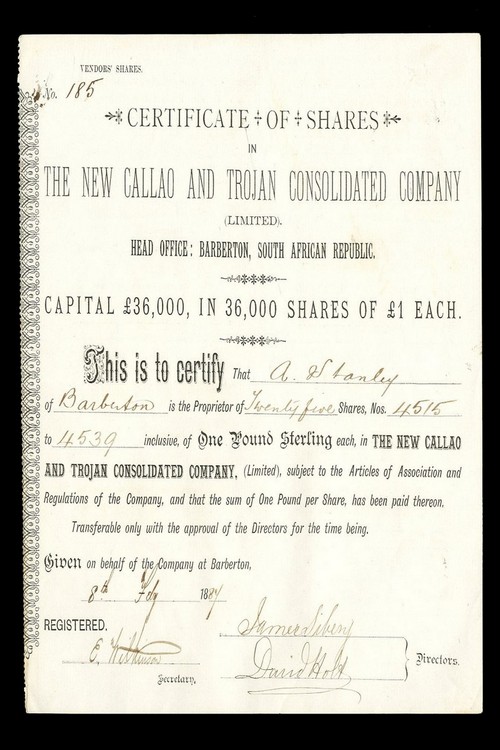 VENDORS' SHARES.
No. 185
CERTIFICATE OF SHARES
IN
THE NEW CALLAO AND TROJAN CONSOLIDATED COMPANY
(LIMITED).
HEAD OFFICE: BARBERTON, SOUTH AFRICAN REPUBLIC.
CAPITAL £36,000, IN 36,000 SHARES OF £1 EACH.
This is to certify That A. Stanley
of Barberton is the Proprietor of Twenty five Shares, Nos. 4515
to 4539 inclusive, of One Pound Sterling each, in THE NEW CALLAO
AND TROJAN CONSOLIDATED COMPANY, (Limited), subject to the Articles of Association and
Regulations of the Company, and that the sum of One Pound per Share, has been paid thereon.
Transferable only with the approval of the Directors for the time being.
Given on behalf of the Company at Barberton,
8th Feby 1887
REGISTERED. James
E. Wilkinson David Holt Directors.
Secretary,